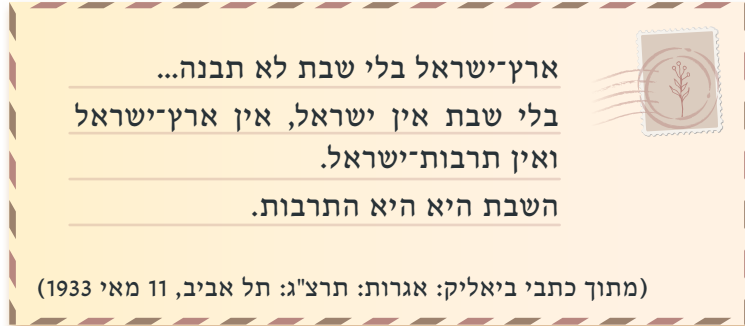 ארץ־ישראל בלי שבת לא תבנה...
בלי שבת אין ישראל, אין ארץ־ישראל
ואין תרבות־ישראל.
השבת היא היא התרבות.
(מתוך כתבי ביאליק: אגרות: תרצ"ג: תל אביב, 11 מאי 1933)